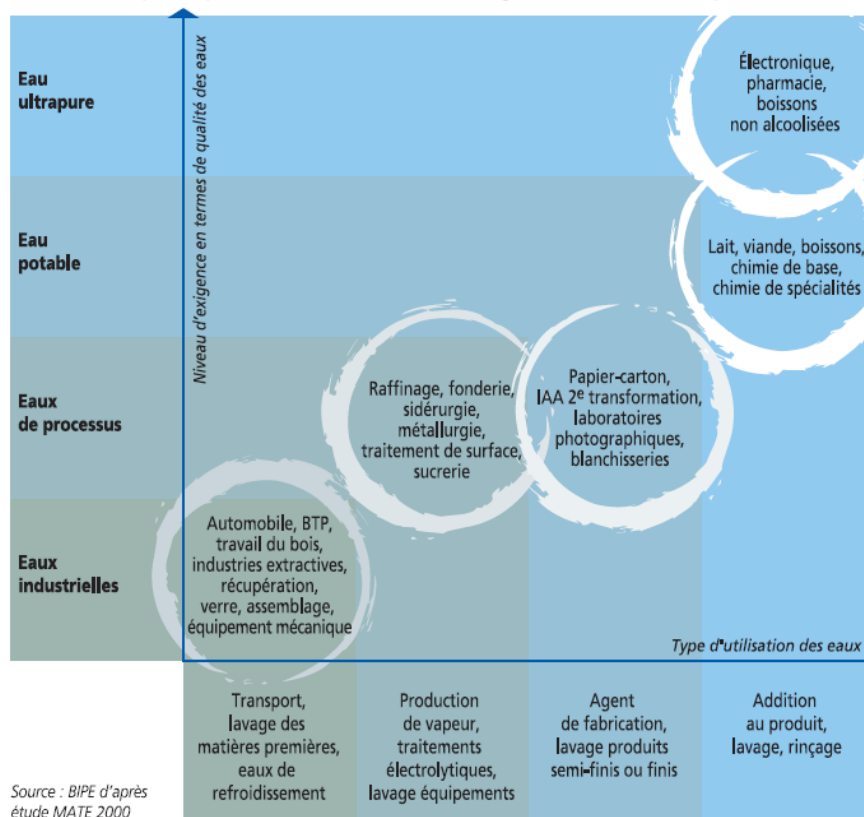 Eau
ultrapure
Eau
potable
Eaux
de processus
Eaux
industrielles
Niveau d'exigence en termes de qualité des eaux
Électronique,
pharmacie,
boissons
non alcoolisées
Lait, viande, boissons,
chimie de base,
chimie de spécialités
Raffinage, fonderie,
sidérurgie,
métallurgie,
traitement de surface,
sucrerie
Papier-carton,
IAA 2e transformation,
laboratoires
photographiques,
blanchisseries
Automobile, BTP,
travail du bois,
industries extractives,
récupération,
verre, assemblage,
équipement mécanique
Type d'utilisation des eaux
Transport,
lavage des
matières premières,
eaux de
refroidissement
Production
de vapeur,
traitements
électrolytiques,
lavage équipements
Agent
de fabrication,
lavage produits
semi-finis ou finis
Addition
au produit,
lavage, rinçage
Source : BIPE d'après
étude MATE 2000